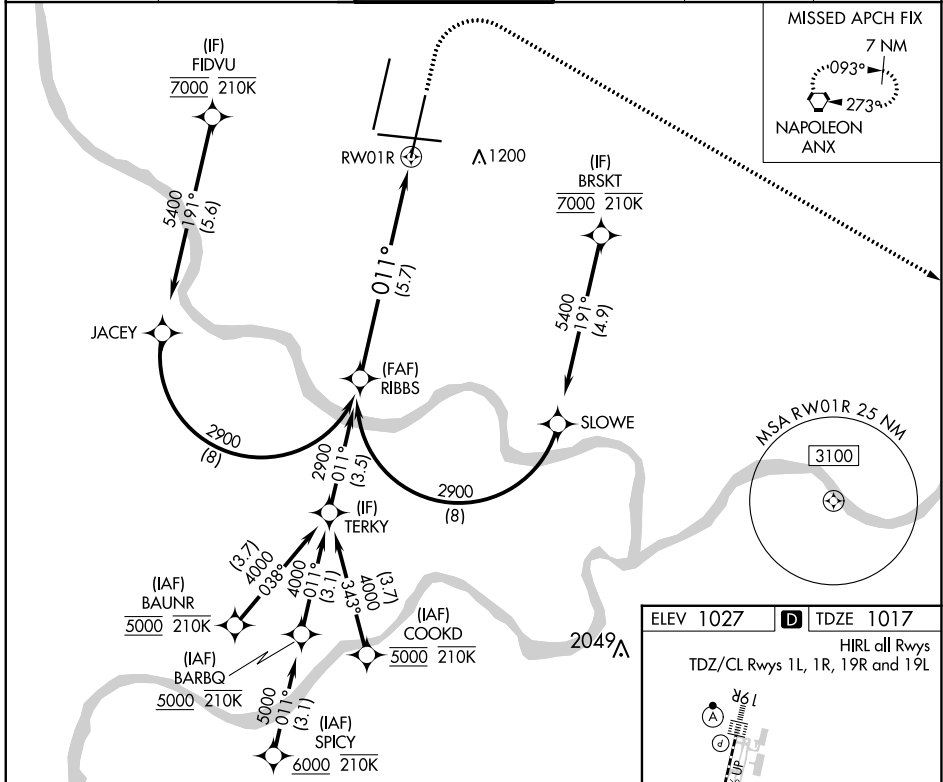 MISSED APCH FIX
7 NM
093°
273°
NAPOLEON
ANX
(IF)
FIDVU
7000 210K
5400
191°
(5.6)
JACEY
RW01R
1200
(IF)
BRSKT
7000 210K
5400
191°
(4.9)
SLOWE
011°
(5.7)
(FAF)
RIBBS
2900
(8)
2900
011°
(3.5)
2900
(8)
(IF)
TERKY
(3.7)
4000
038°
4000
011°
(3.1)
(3.7)
4000
343°
(IAF)
BAUNR
5000 210K
(IAF)
BARBQ
5000 210K
(IAF)
COOKD
5000 210K
5000
011°
(3.1)
(IAF)
SPICY
6000 210K
2049
MSA RW01R 25 NM
3100
ELEV 1027 D TDZE 1017
HIRL all Rwys
TDZ/CL Rwys 1L, 1R, 19R and 19L
19R
A
P
UP